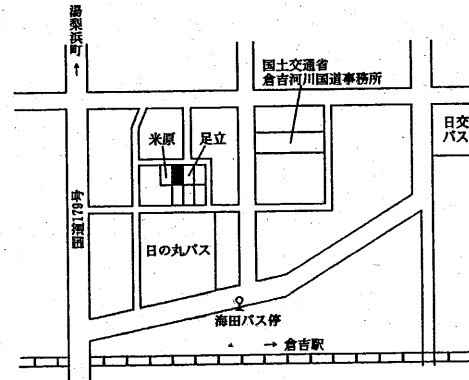 湯梨浜町
↑
国土交通省
倉吉河川国道事務所
日交
バス
米原
足立
国道179号
日の丸バス
海田バス停
→ 倉吉駅